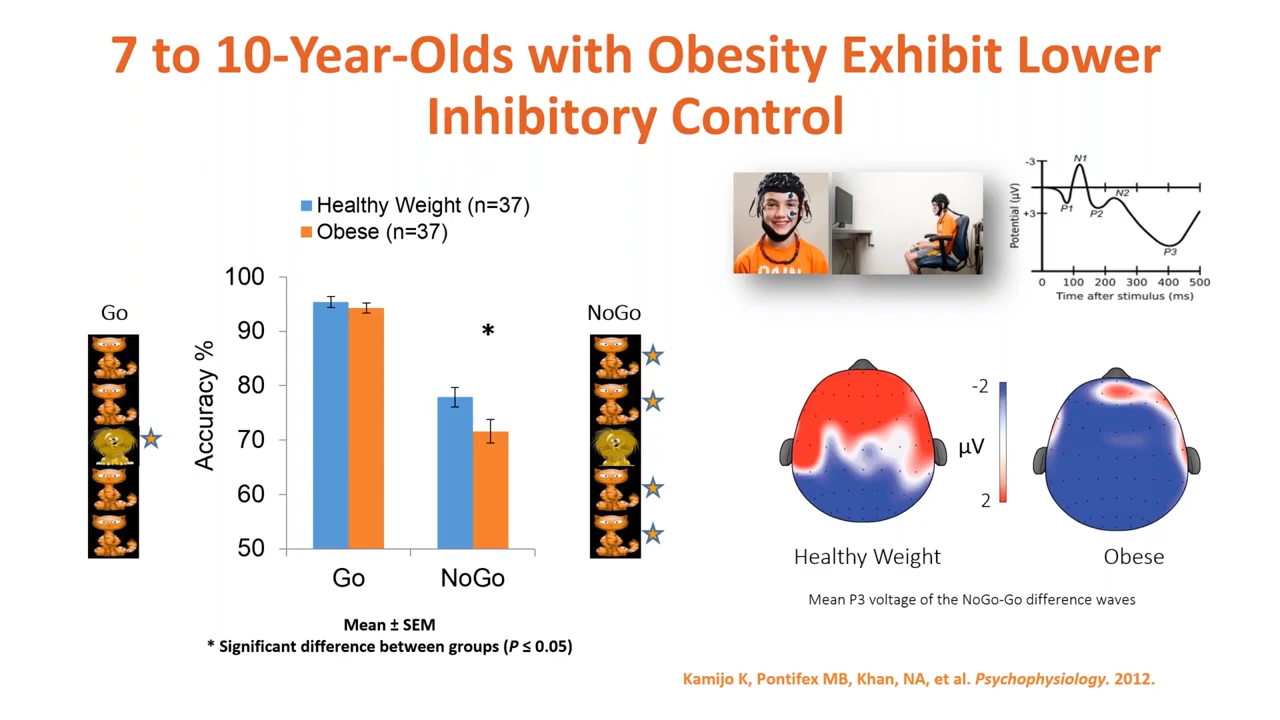 7 to 10-Year-Olds with Obesity Exhibit Lower
Inhibitory Control
Healthy Weight (n=37)
Obese (n=37)
Go
100
90
80
70
60
50
Accuracy %
Go
NoGo
*
Mean ± SEM
* Significant difference between groups (P ≤ 0.05)
NoGo
-3
+3
Potential (μV)
N1
P1
P2
N2
P3
0 100 200 300 400 500
Time after stimulus (ms)
-2
μV
2
Healthy Weight
Obese
Mean P3 voltage of the NoGo-Go difference waves
Kamijo K, Pontifex MB, Khan, NA, et al. Psychophysiology. 2012.